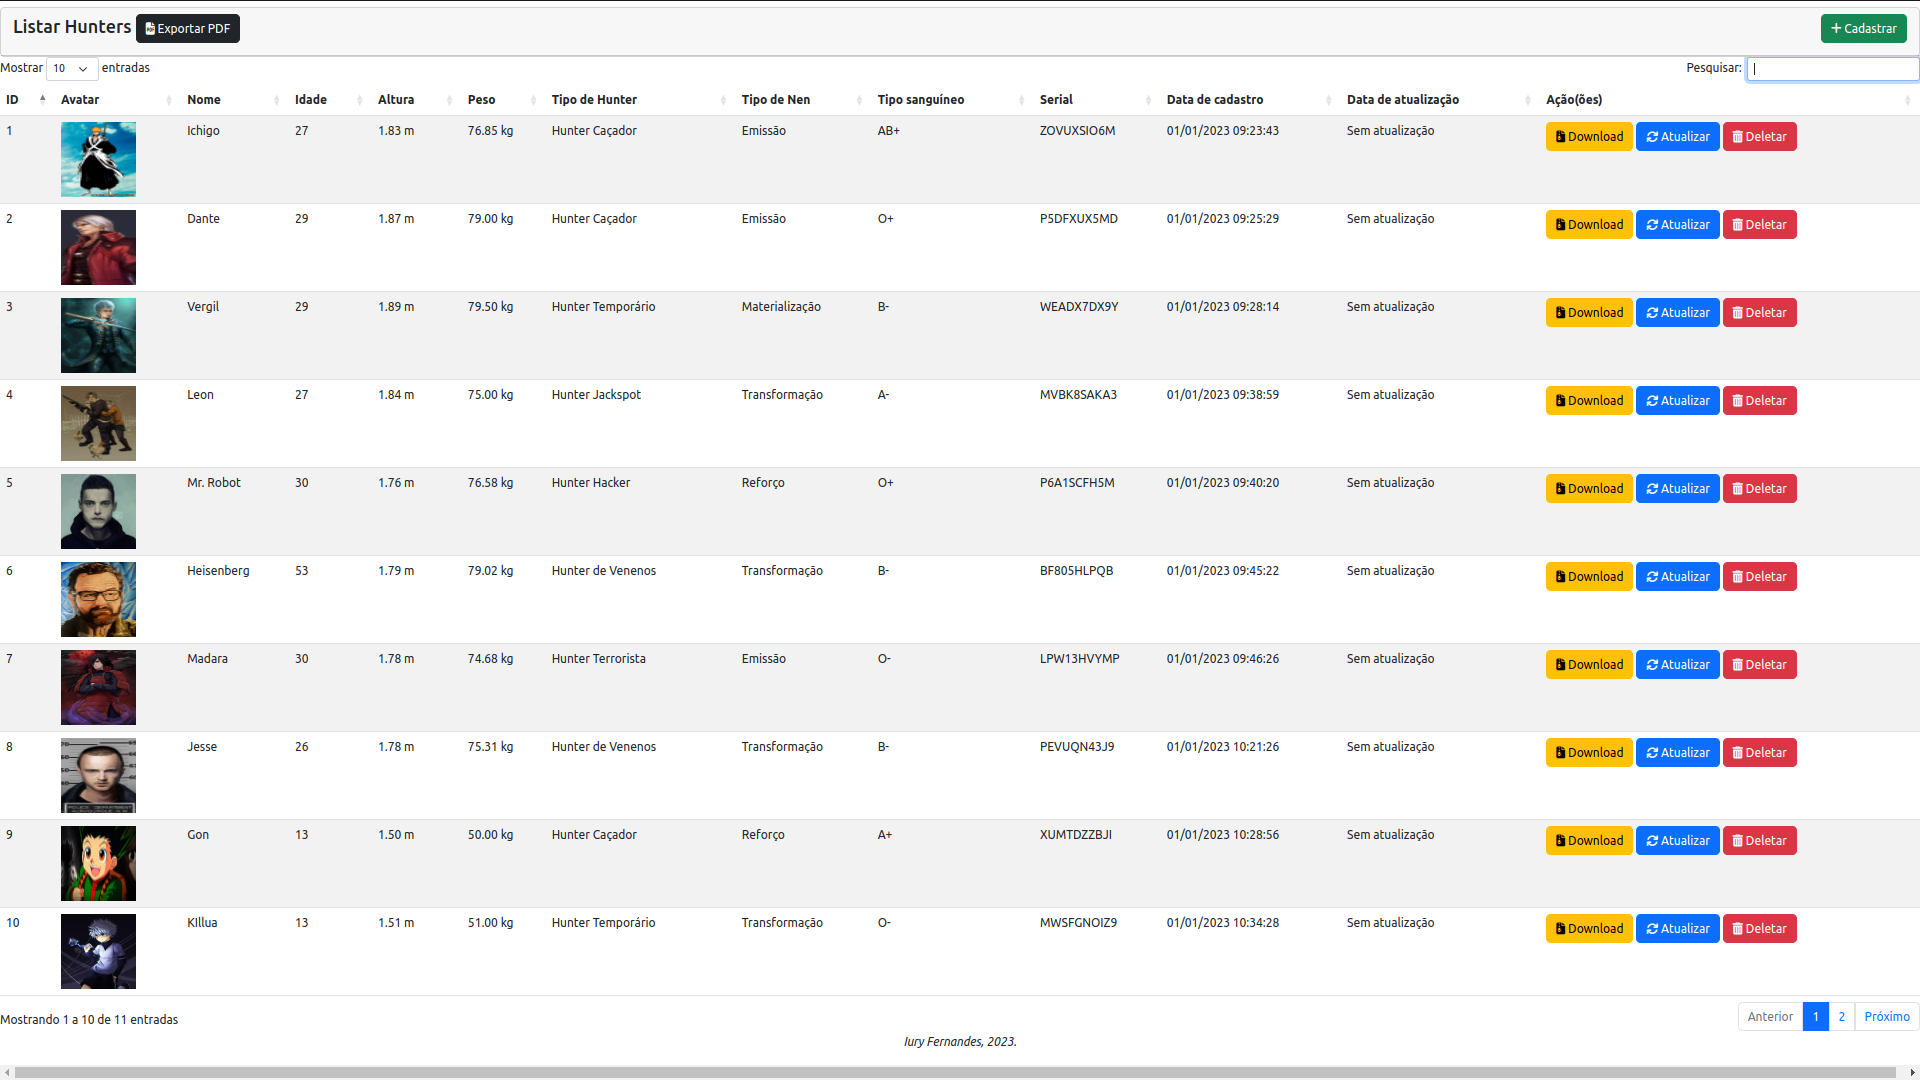 Listar Hunters Exportar PDF Cadastrar
Mostrar 10 entradas Pesquisar:
ID Avatar Nome Idade Altura Peso Tipo de Hunter Tipo de Nen Tipo sanguíneo Serial Data de cadastro Data de atualização Ação(ões)
1 Ichigo 27 1.83 m 76.85 kg Hunter Caçador Emissão AB+ ZOVUXSIO6M 01/01/2023 09:23:43 Sem atualização Download Atualizar Deletar
2 Dante 29 1.87 m 79.00 kg Hunter Caçador Emissão O+ P5DFXUX5MD 01/01/2023 09:25:29 Sem atualização Download Atualizar Deletar
3 Vergil 29 1.89 m 79.50 kg Hunter Temporário Materialização B- WEADX7DX9Y 01/01/2023 09:28:14 Sem atualização Download Atualizar Deletar
4 Leon 27 1.84 m 75.00 kg Hunter Jackspot Transformação A- MVBK8SAKA3 01/01/2023 09:38:59 Sem atualização Download Atualizar Deletar
5 Mr. Robot 30 1.76 m 76.58 kg Hunter Hacker Reforço O+ P6A1SCFH5M 01/01/2023 09:40:20 Sem atualização Download Atualizar Deletar
6 Heisenberg 53 1.79 m 79.02 kg Hunter de Venenos Transformação B- BF805HLPQB 01/01/2023 09:45:22 Sem atualização Download Atualizar Deletar
7 Madara 30 1.78 m 74.68 kg Hunter Terrorista Emissão O- LPW13HVYMP 01/01/2023 09:46:26 Sem atualização Download Atualizar Deletar
8 Jesse 26 1.78 m 75.31 kg Hunter de Venenos Transformação B- PEVUQN43J9 01/01/2023 10:21:26 Sem atualização Download Atualizar Deletar
9 Gon 13 1.50 m 50.00 kg Hunter Caçador Reforço A+ XUMTDZZBJI 01/01/2023 10:28:56 Sem atualização Download Atualizar Deletar
10 KIllua 13 1.51 m 51.00 kg Hunter Temporário Transformação O- MWSFGNOIZ9 01/01/2023 10:34:28 Sem atualização Download Atualizar Deletar
Mostrando 1 a 10 de 11 entradas Anterior 1 2 Próximo
Iury Fernandes, 2023.